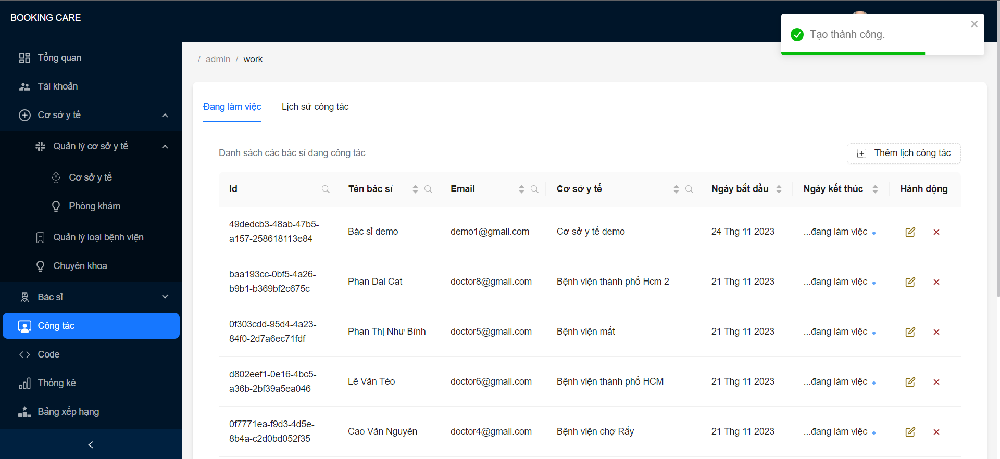 BOOKING CARE
Tạo thành công.
Tổng quan
Tài khoản
Cơ sở y tế
Quản lý cơ sở y tế
Cơ sở y tế
Phòng khám
Quản lý loại bệnh viện
Chuyên khoa
Bác sĩ
Công tác
Code
Thống kê
Bảng xếp hạng
/ admin / work
Đang làm việc Lịch sử công tác
Danh sách các bác sĩ đang công tác
Thêm lịch công tác
Id Tên bác sĩ Email Cơ sở y tế Ngày bắt đầu Ngày kết thúc Hành động
49dedcb3-48ab-47b5-
a157-258618113e84
Bác sĩ demo demo1@gmail.com Cơ sở y tế demo 24 Thg 11 2023 ...đang làm việc
baa193cc-0bf5-4a26-
b9b1-b369bf2c675c
Phan Dai Cat doctor8@gmail.com Bệnh viện thành phố Hcm 2 21 Thg 11 2023 ...đang làm việc
0f303cdd-95d4-4a23-
84f0-2d7a6ec71fdf
Phan Thị Như Bình doctor5@gmail.com Bệnh viện mắt 21 Thg 11 2023 ...đang làm việc
d802eef1-0e16-4bc5-
a36b-2bf39a5ea046
Lê Văn Tèo doctor6@gmail.com Bệnh viện thành phố HCM 21 Thg 11 2023 ...đang làm việc
0f7771ea-f9d3-4d5e-
8b4a-c2d0bd052f35
Cao Văn Nguyên doctor4@gmail.com Bệnh viện chợ Rẩy 21 Thg 11 2023 ...đang làm việc